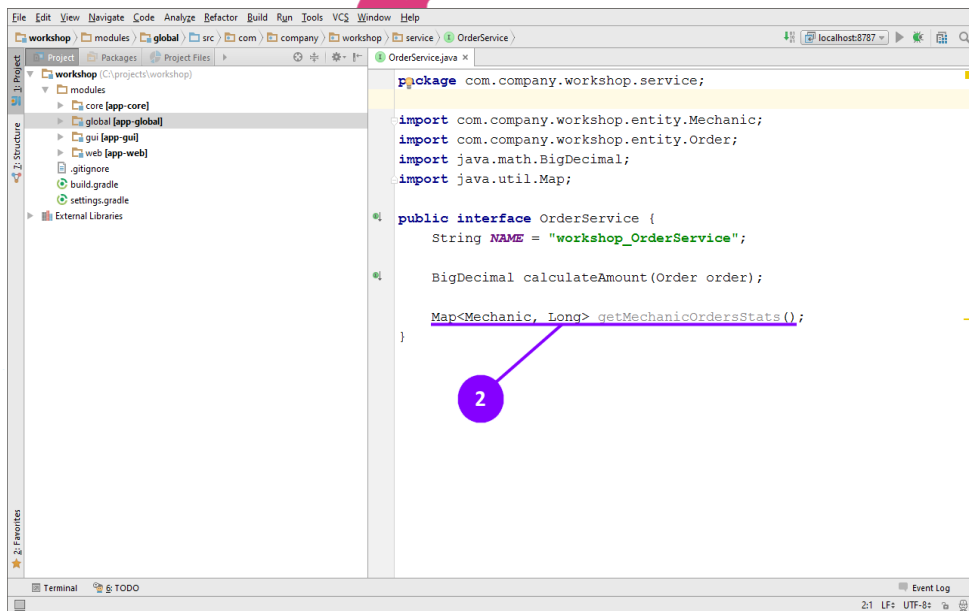 File Edit View Navigate Code Analyze Refactor Build Run Tools VCS Window Help
workshop modules global src com company workshop service OrderService localhost:8787
1: Project Project Packages Project Files OrderService.java ×
workshop (C:\projects\workshop)
modules
core [app-core]
global [app-global]
gui [app-gui]
web [app-web]
.gitignore
build.gradle
settings.gradle
External Libraries
7: Structure
2: Favorites
package com.company.workshop.service;
import com.company.workshop.entity.Mechanic;
import com.company.workshop.entity.Order;
import java.math.BigDecimal;
import java.util.Map;
public interface OrderService {
String NAME = "workshop_OrderService";
BigDecimal calculateAmount(Order order);
Map<Mechanic, Long> getMechanicOrdersStats();
}
2
Terminal 6: TODO Event Log
2:1 LF÷ UTF-8÷